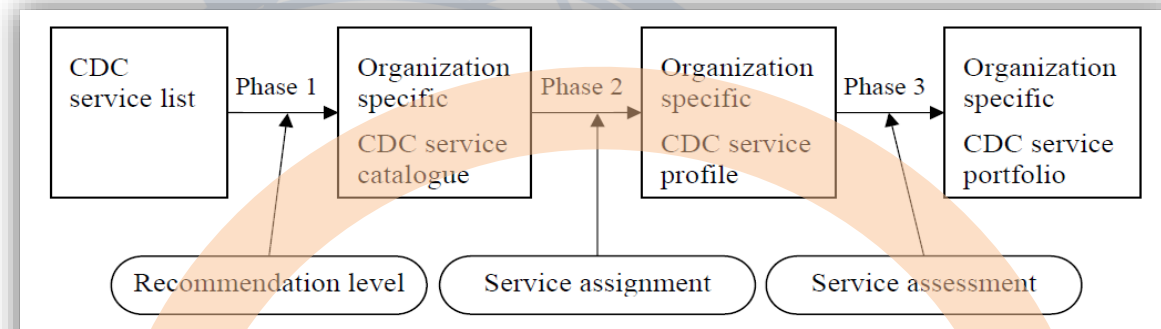 CDC
service list
Phase 1
Organization
specific
CDC service
catalogue
Phase 2
Organization
specific
CDC service
profile
Phase 3
Organization
specific
CDC service
portfolio
Recommendation level
Service assignment
Service assessment